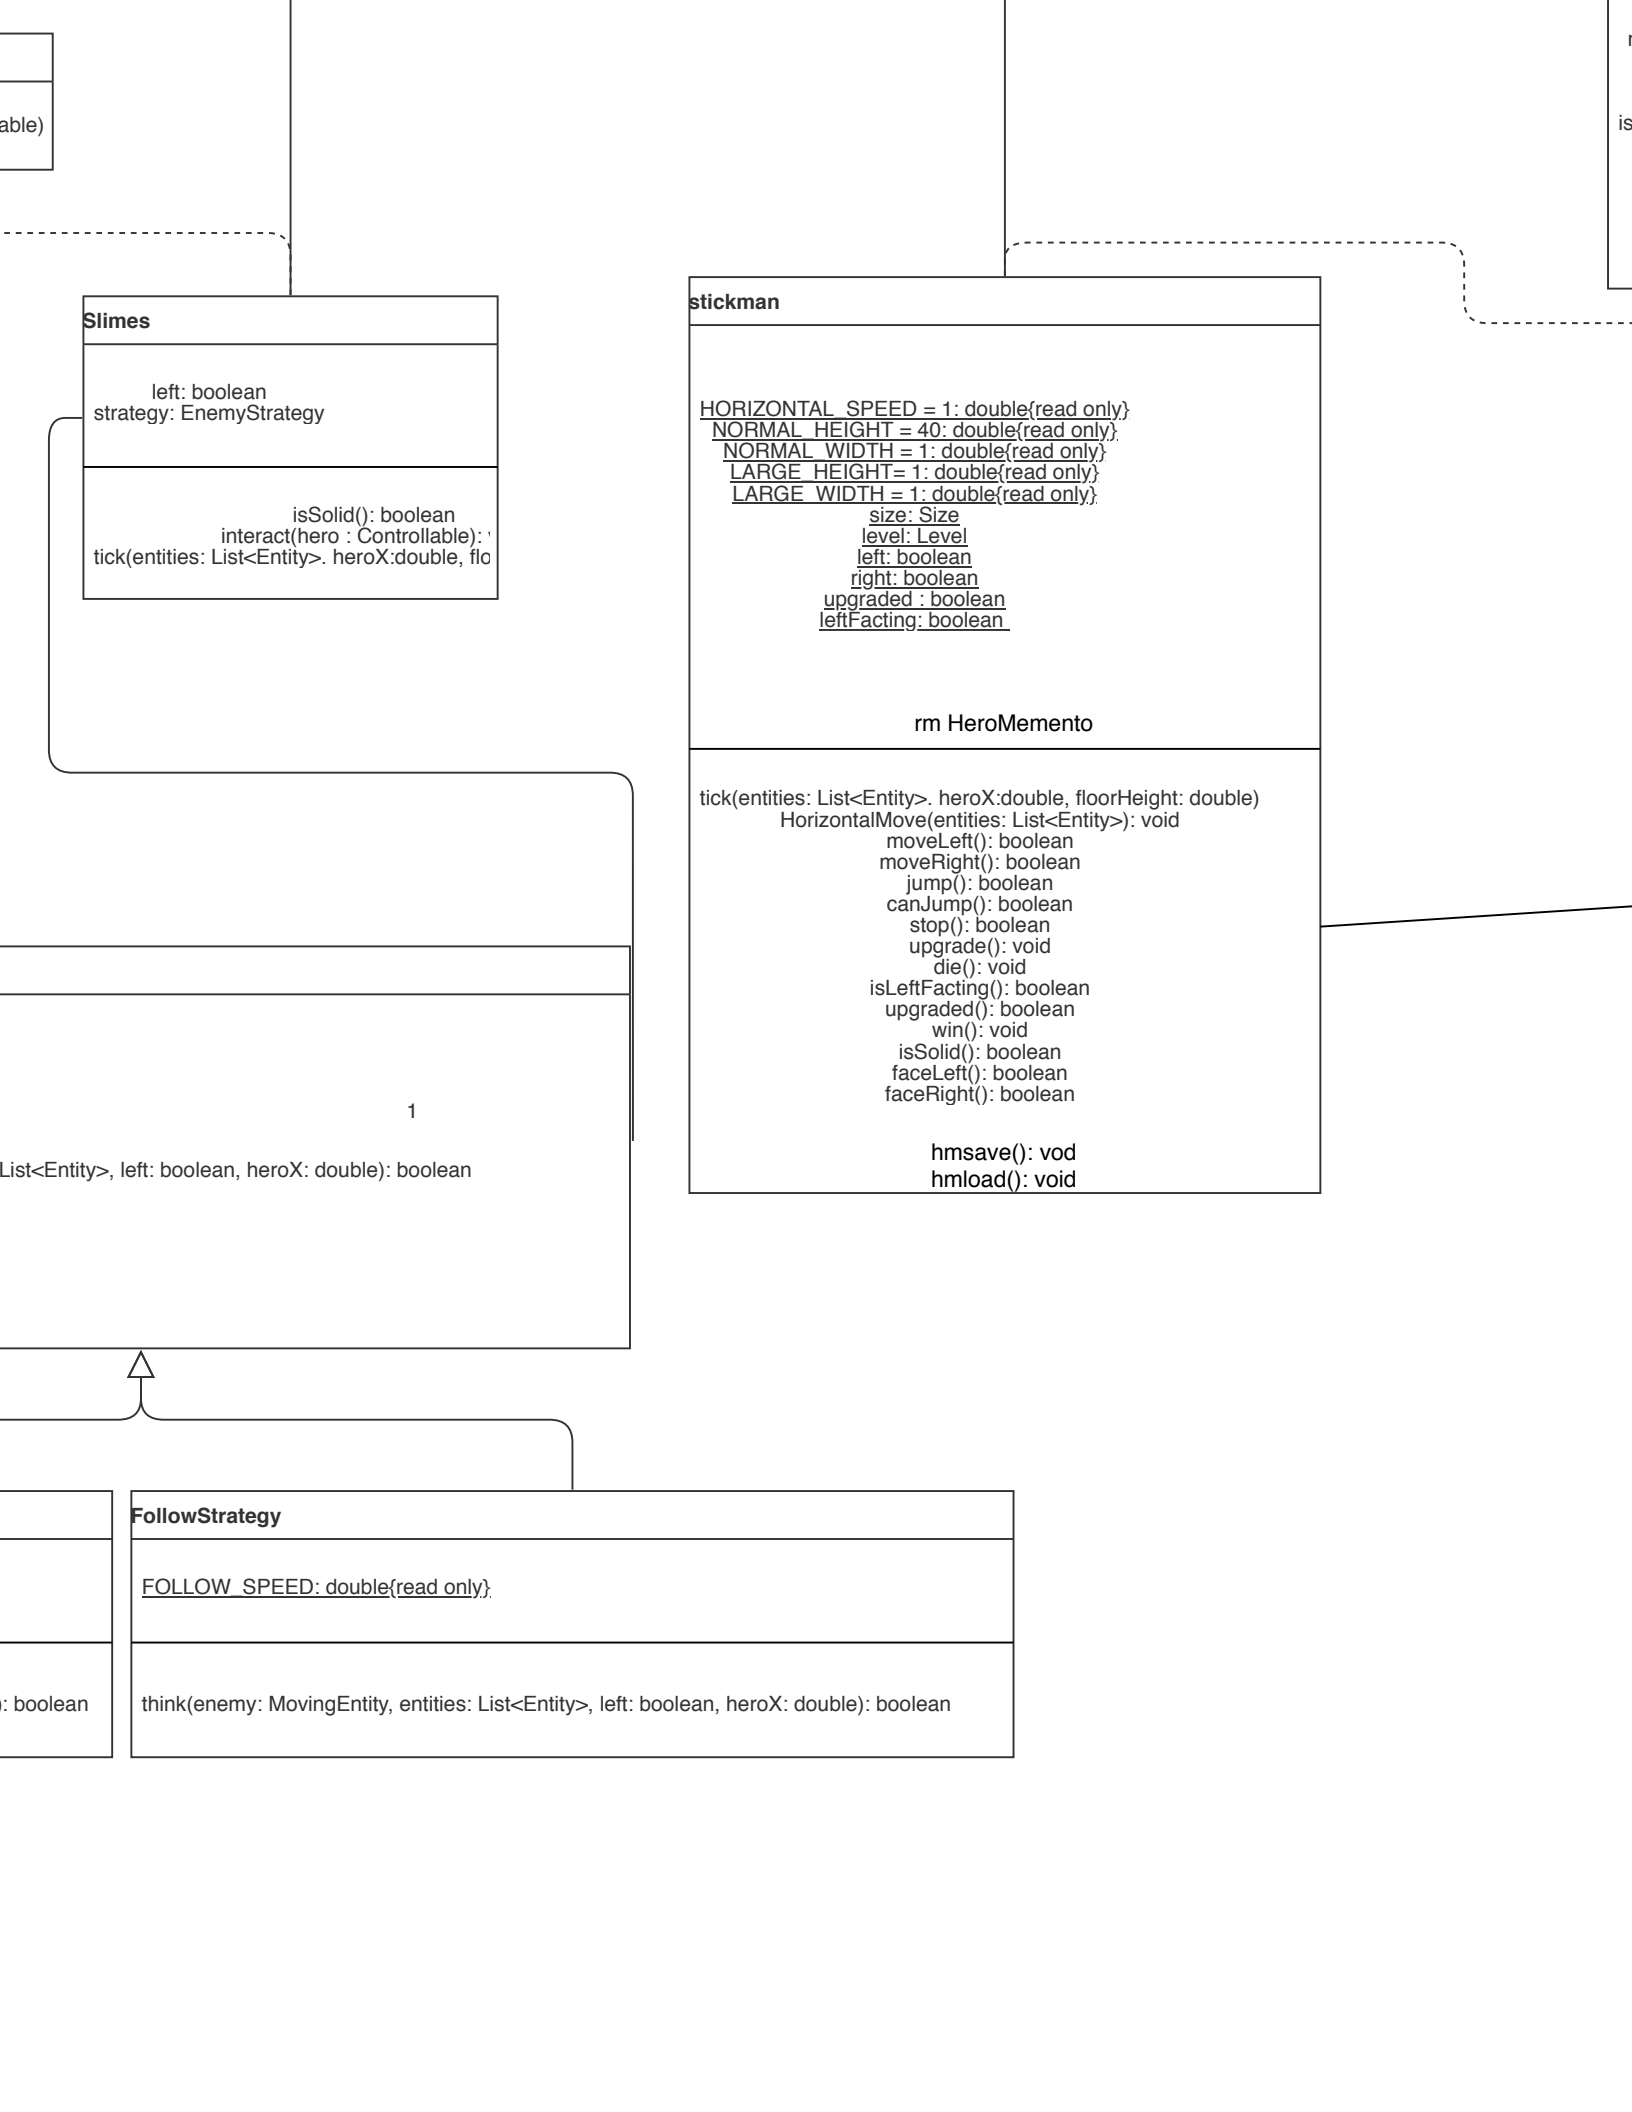 able)
is
Slimes
left: boolean
strategy: EnemyStrategy
isSolid(): boolean
interact(hero : Controllable):
tick(entities: List<Entity>. heroX:double, flo
stickman
HORIZONTAL_SPEED = 1: double{read only}
NORMAL_HEIGHT = 40: double{read only}
NORMAL_WIDTH = 1: double{read only}
LARGE_HEIGHT= 1: double{read only}
LARGE_WIDTH = 1: double{read only}
size: Size
level: Level
left: boolean
right: boolean
upgraded : boolean
leftFacting: boolean
rm HeroMemento
tick(entities: List<Entity>. heroX:double, floorHeight: double)
HorizontalMove(entities: List<Entity>): void
moveLeft(): boolean
moveRight(): boolean
jump(): boolean
canJump(): boolean
stop(): boolean
upgrade(): void
die(): void
isLeftFacting(): boolean
upgraded(): boolean
win(): void
isSolid(): boolean
faceLeft(): boolean
faceRight(): boolean
hmsave(): vod
hmload(): void
1
List<Entity>, left: boolean, heroX: double): boolean
): boolean
FollowStrategy
FOLLOW_SPEED: double{read only}
think(enemy: MovingEntity, entities: List<Entity>, left: boolean, heroX: double): boolean